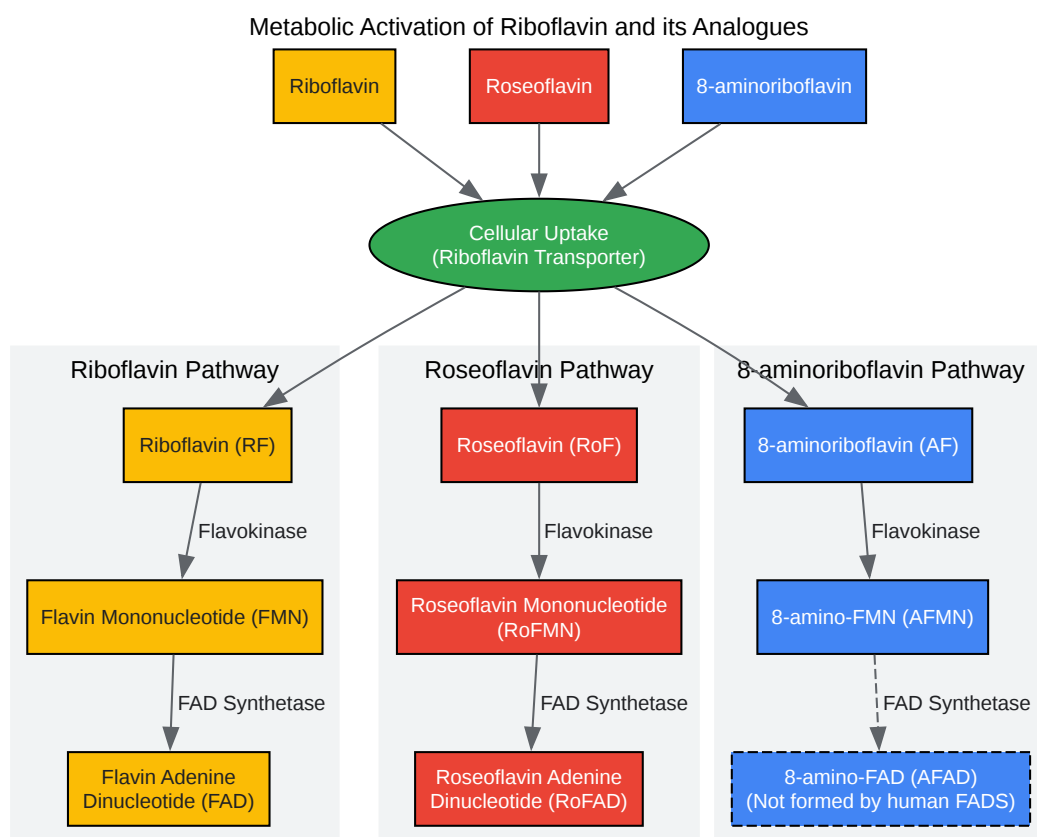 Metabolic Activation of Riboflavin and its Analogues
Riboflavin
Roseoflavin
8-aminoriboflavin
Cellular Uptake
(Riboflavin Transporter)
Riboflavin Pathway
Riboflavin (RF)
Flavokinase
Flavin Mononucleotide (FMN)
FAD Synthetase
Flavin Adenine
Dinucleotide (FAD)
Roseoflavin Pathway
Roseoflavin (RoF)
Flavokinase
Roseoflavin Mononucleotide
(RoFMN)
FAD Synthetase
Roseoflavin Adenine
Dinucleotide (RoFAD)
8-aminoriboflavin Pathway
8-aminoriboflavin (AF)
Flavokinase
8-amino-FMN (AFMN)
FAD Synthetase
8-amino-FAD (AFAD)
(Not formed by human FADS)